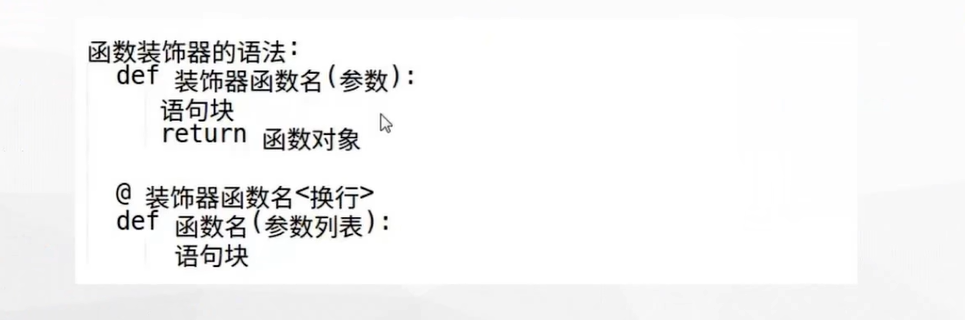 函数装饰器的语法:
def 装饰器函数名(参数):
语句块
return 函数对象
@ 装饰器函数名<换行>
def 函数名(参数列表):
语句块